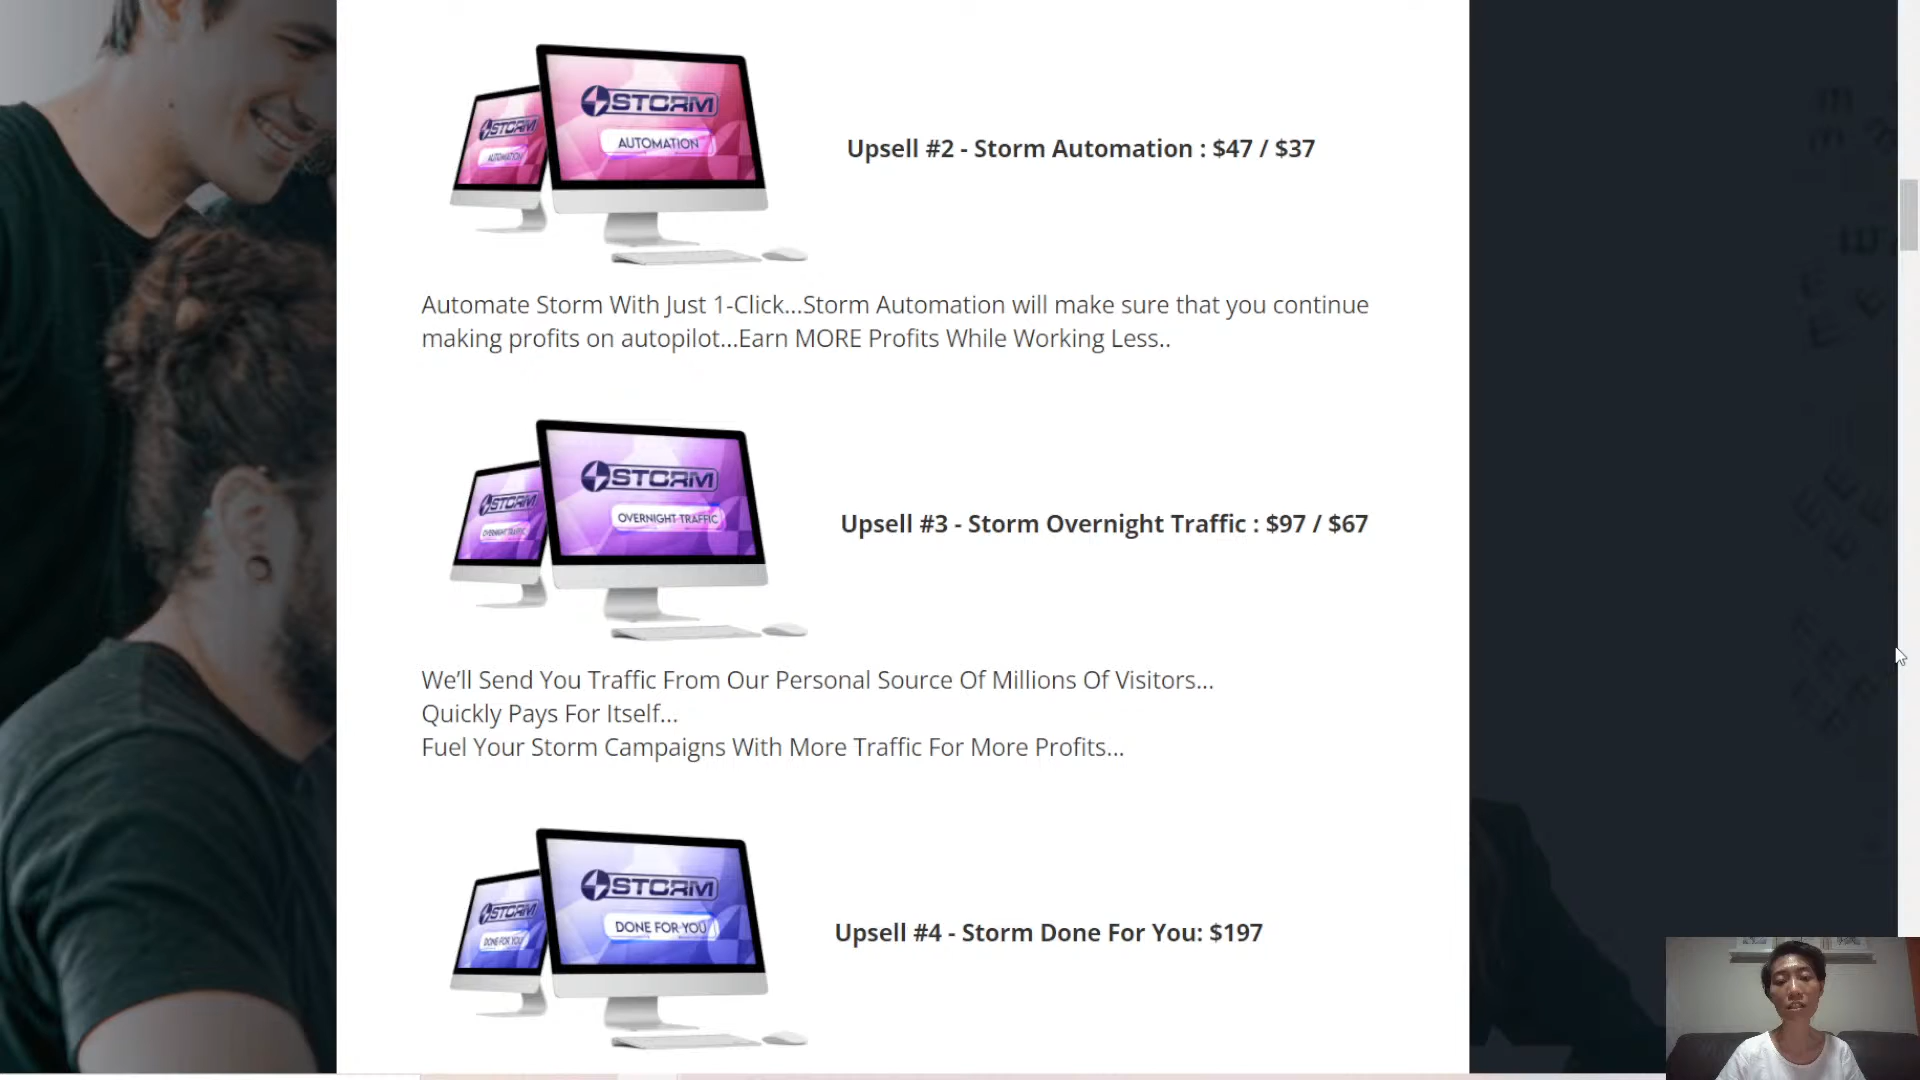 STORM
AUTOMATION
STORM
AUTOMATION
Upsell #2 - Storm Automation : $47 / $37
Automate Storm With Just 1-Click...Storm Automation will make sure that you continue
making profits on autopilot...Earn MORE Profits While Working Less..
STORM
OVERNIGHT TRAFFIC
STORM
OVERNIGHT TRAFFIC
Upsell #3 - Storm Overnight Traffic : $97 / $67
We'll Send You Traffic From Our Personal Source Of Millions Of Visitors...
Quickly Pays For Itself...
Fuel Your Storm Campaigns With More Traffic For More Profits...
STORM
DONE FOR YOU
STORM
DONE FOR YOU
Upsell #4 - Storm Done For You: $197